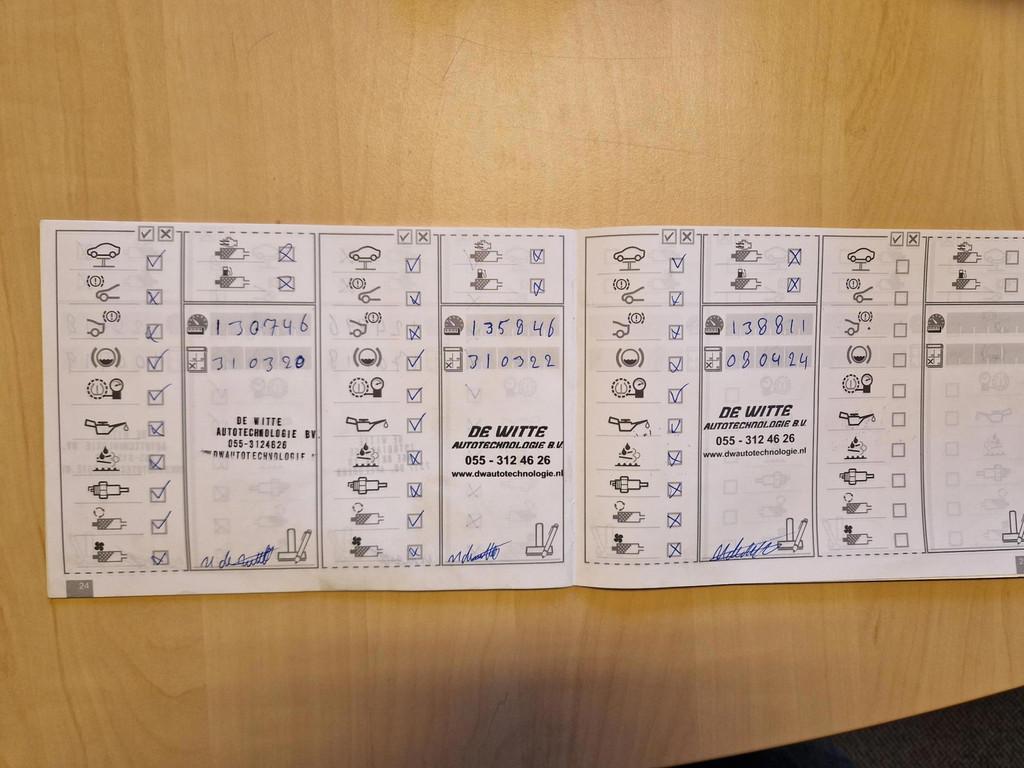 130746
310320
DE WITTE
AUTOTECHNOLOGIE BV
055-3124626
DWAUTOTECHNOLOGIE
135846
310322
DE WITTE
AUTOTECHNOLOGIE B.V.
055 - 312 46 26
www.dwautotechnologie.nl
24
138811
080424
DE WITTE
AUTOTECHNOLOGIE B.V.
055 - 312 46 26
www.dwautotechnologie.nl